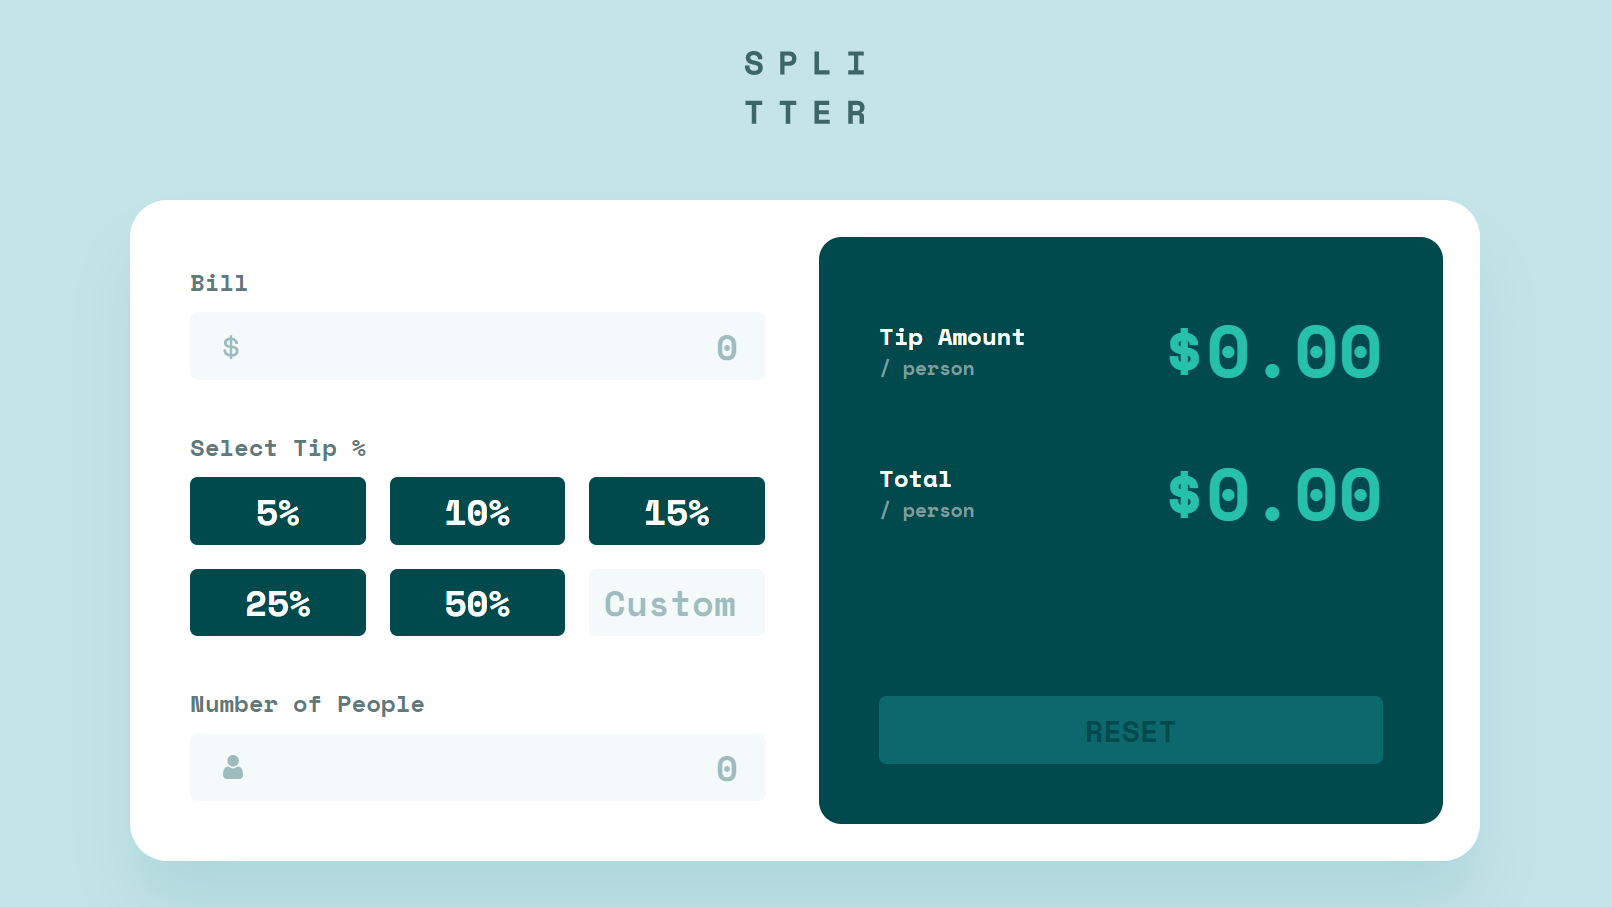 SPLI
TTER
Bill
$ 0
Select Tip %
5% 10% 15%
25% 50% Custom
Number of People
0
Tip Amount
/ person
$0.00
Total
/ person
$0.00
RESET